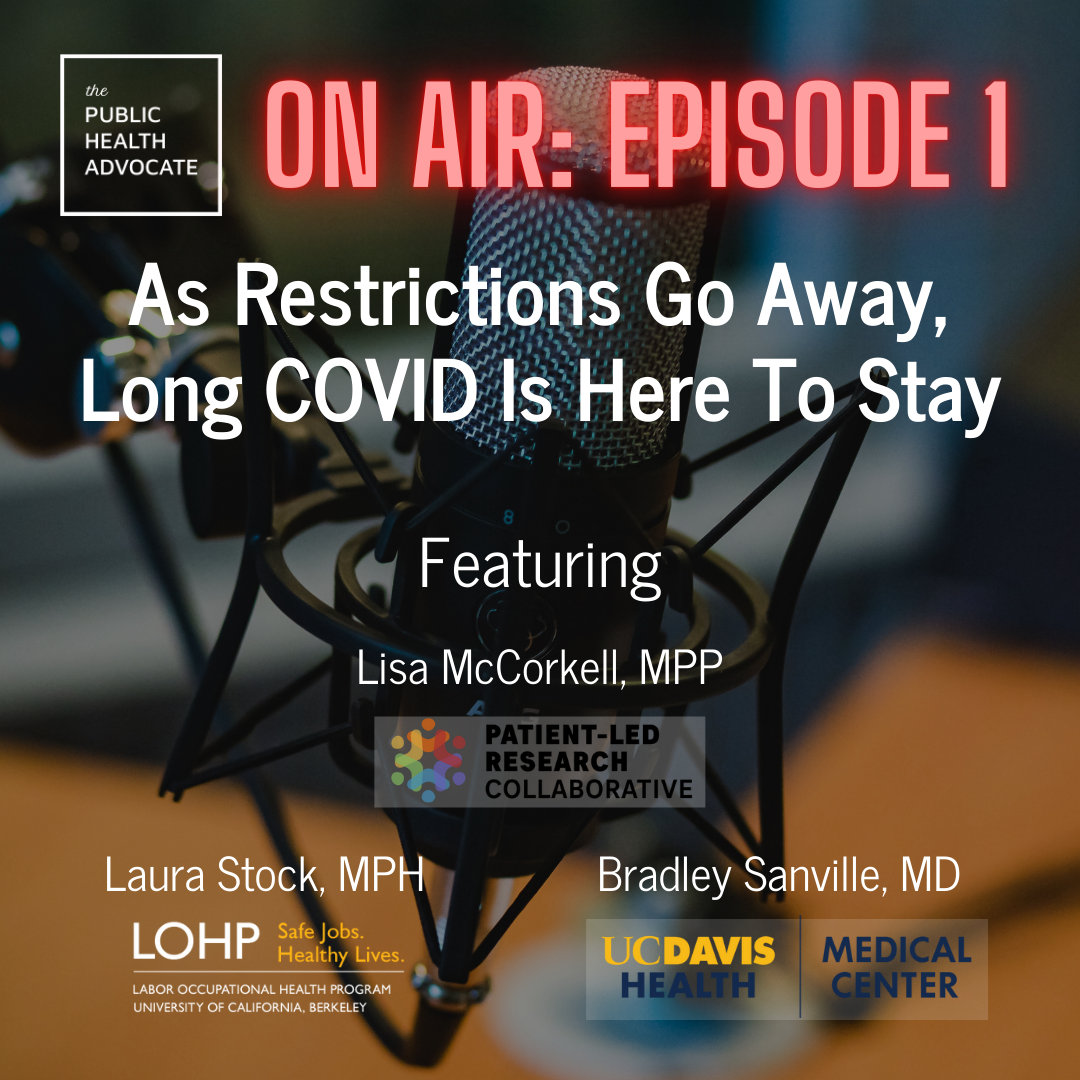 the
PUBLIC
HEALTH
ADVOCATE
ON AIR: EPISODE 1
As Restrictions Go Away,
Long COVID Is Here To Stay
Featuring
Lisa McCorkell, MPP
PATIENT-LED
RESEARCH
COLLABORATIVE
Laura Stock, MPH
LOHP Safe Jobs.
Healthy Lives.
LABOR OCCUPATIONAL HEALTH PROGRAM
UNIVERSITY OF CALIFORNIA, BERKELEY
Bradley Sanville, MD
UCDAVIS
HEALTH
MEDICAL
CENTER